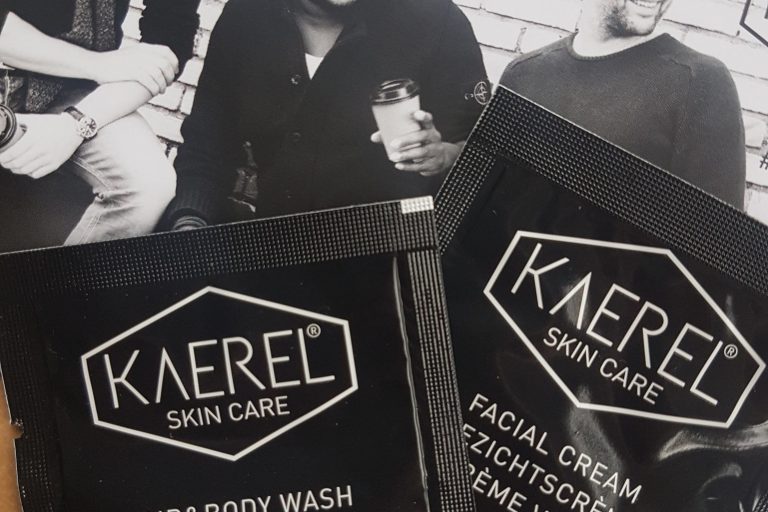 KAEREL®
SKIN CARE
& BODY WASH
KAEREL®
SKIN CARE
FACIAL CREAM